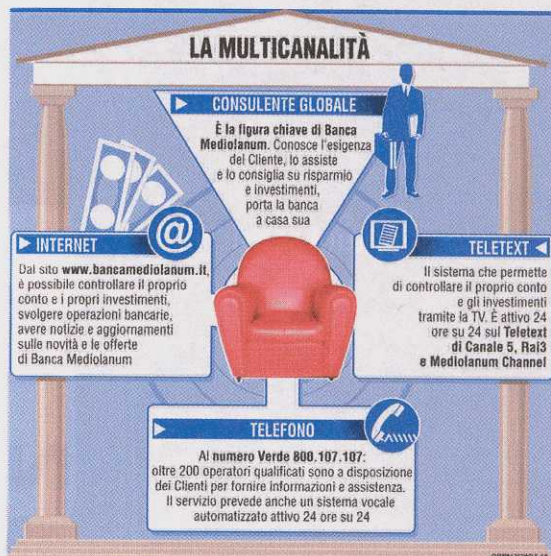 LA MULTICANALITÀ
CONSULENTE GLOBALE
È la figura chiave di Banca
Mediolanum. Conosce l'esigenza
del Cliente, lo assiste
e lo consiglia su risparmio
e investimenti,
porta la banca
a casa sua
@
INTERNET
Dal sito www.bancamediolanum.it,
è possibile controllare il proprio
conto e i propri investimenti,
svolgere operazioni bancarie,
avere notizie e aggiornamenti
sulle novità e le offerte
di Banca Mediolanum
TELETEXT
Il sistema che permette
di controllare il proprio conto
e gli investimenti
tramite la TV. È attivo 24
ore su 24 sul Teletext
di Canale 5, Rai3
e Mediolanum Channel
TELEFONO
Al numero Verde 800.107.107:
oltre 200 operatori qualificati sono a disposizione
dei Clienti per fornire informazioni e assistenza.
Il servizio prevede anche un sistema vocale
automatizzato attivo 24 ore su 24